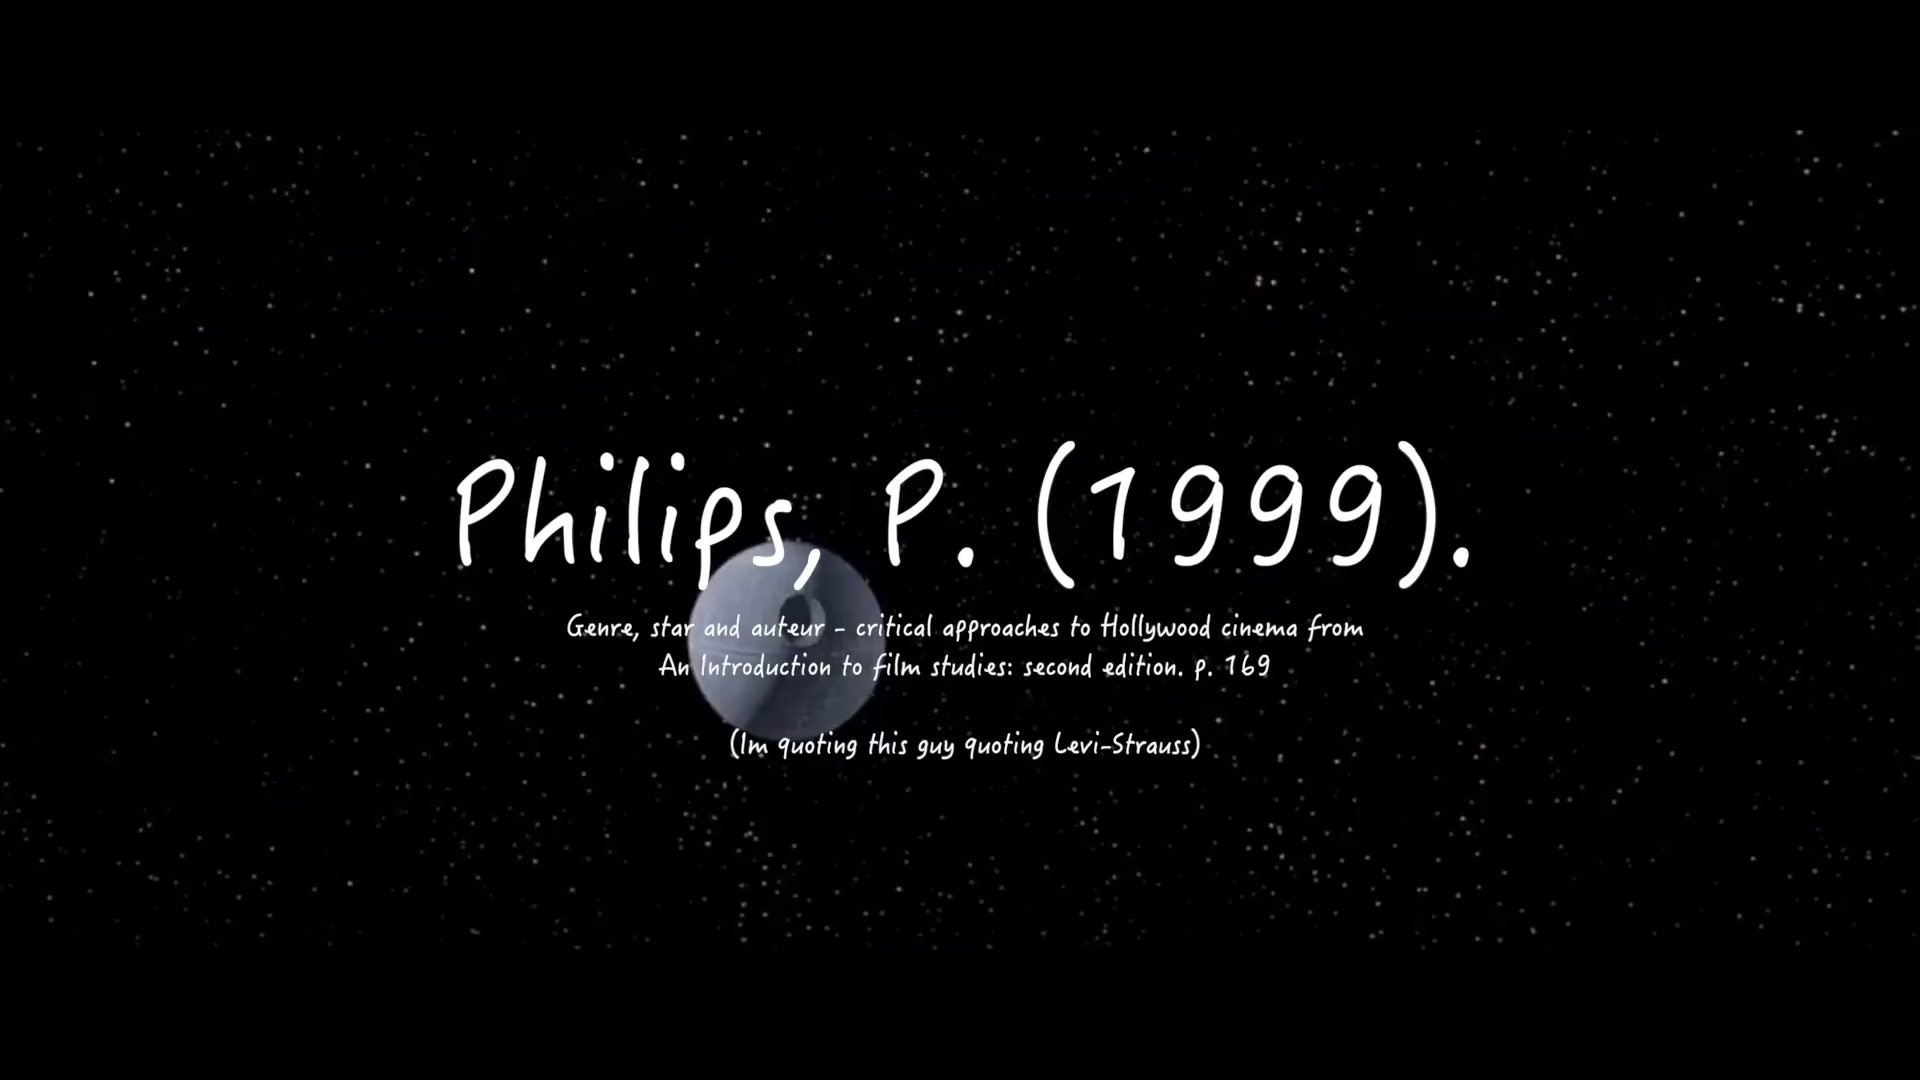 Philips, P. (1999).
Genre, star and auteur - critical approaches to Hollywood cinema from
An Introduction to film studies: second edition. p. 169
(Im quoting this guy quoting Levi-Strauss)